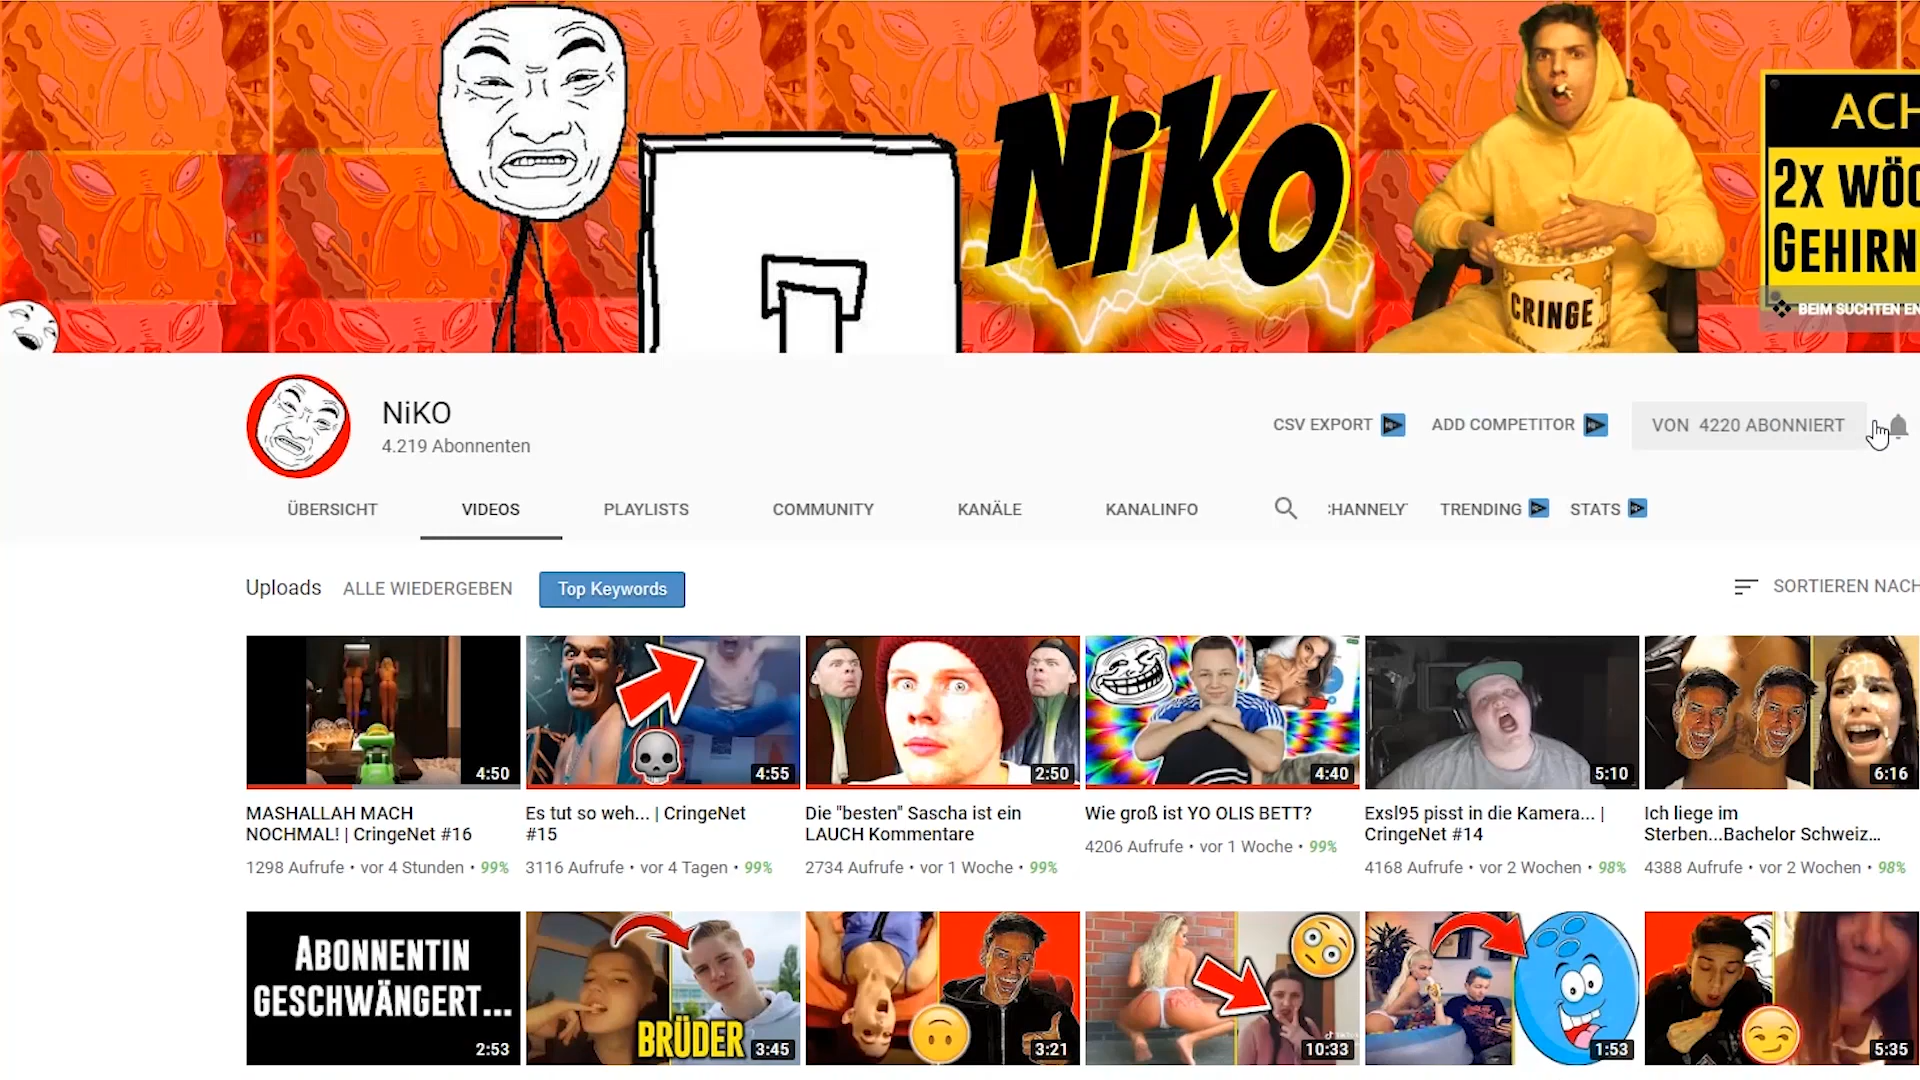 NiKO
CRINGE
ACH
2X WÖC
GEHIRN
BEIM SUCHTEN EN
NiKO
4.219 Abonnenten
CSV EXPORT
ADD COMPETITOR
VON 4220 ABONNIERT
ÜBERSICHT
VIDEOS
PLAYLISTS
COMMUNITY
KANÄLE
KANALINFO
HANNELY
TRENDING
STATS
Uploads
ALLE WIEDERGEBEN
Top Keywords
SORTIEREN NACH
4:50
4:55
2:50
4:40
5:10
6:16
MASHALLAH MACH
NOCHMAL! | CringeNet #16
1298 Aufrufe • vor 4 Stunden • 99%
Es tut so weh... | CringeNet
#15
3116 Aufrufe • vor 4 Tagen • 99%
Die "besten" Sascha ist ein
LAUCH Kommentare
2734 Aufrufe • vor 1 Woche • 99%
Wie groß ist YO OLIS BETT?
4206 Aufrufe • vor 1 Woche • 99%
Exsl95 pisst in die Kamera... |
CringeNet #14
4168 Aufrufe • vor 2 Wochen • 98%
Ich liege im
Sterben...Bachelor Schweiz...
4388 Aufrufe • vor 2 Wochen • 98%
ABONNENTIN
GESCHWÄNGERT...
2:53
BRÜDER
3:45
3:21
10:33
1:53
5:35